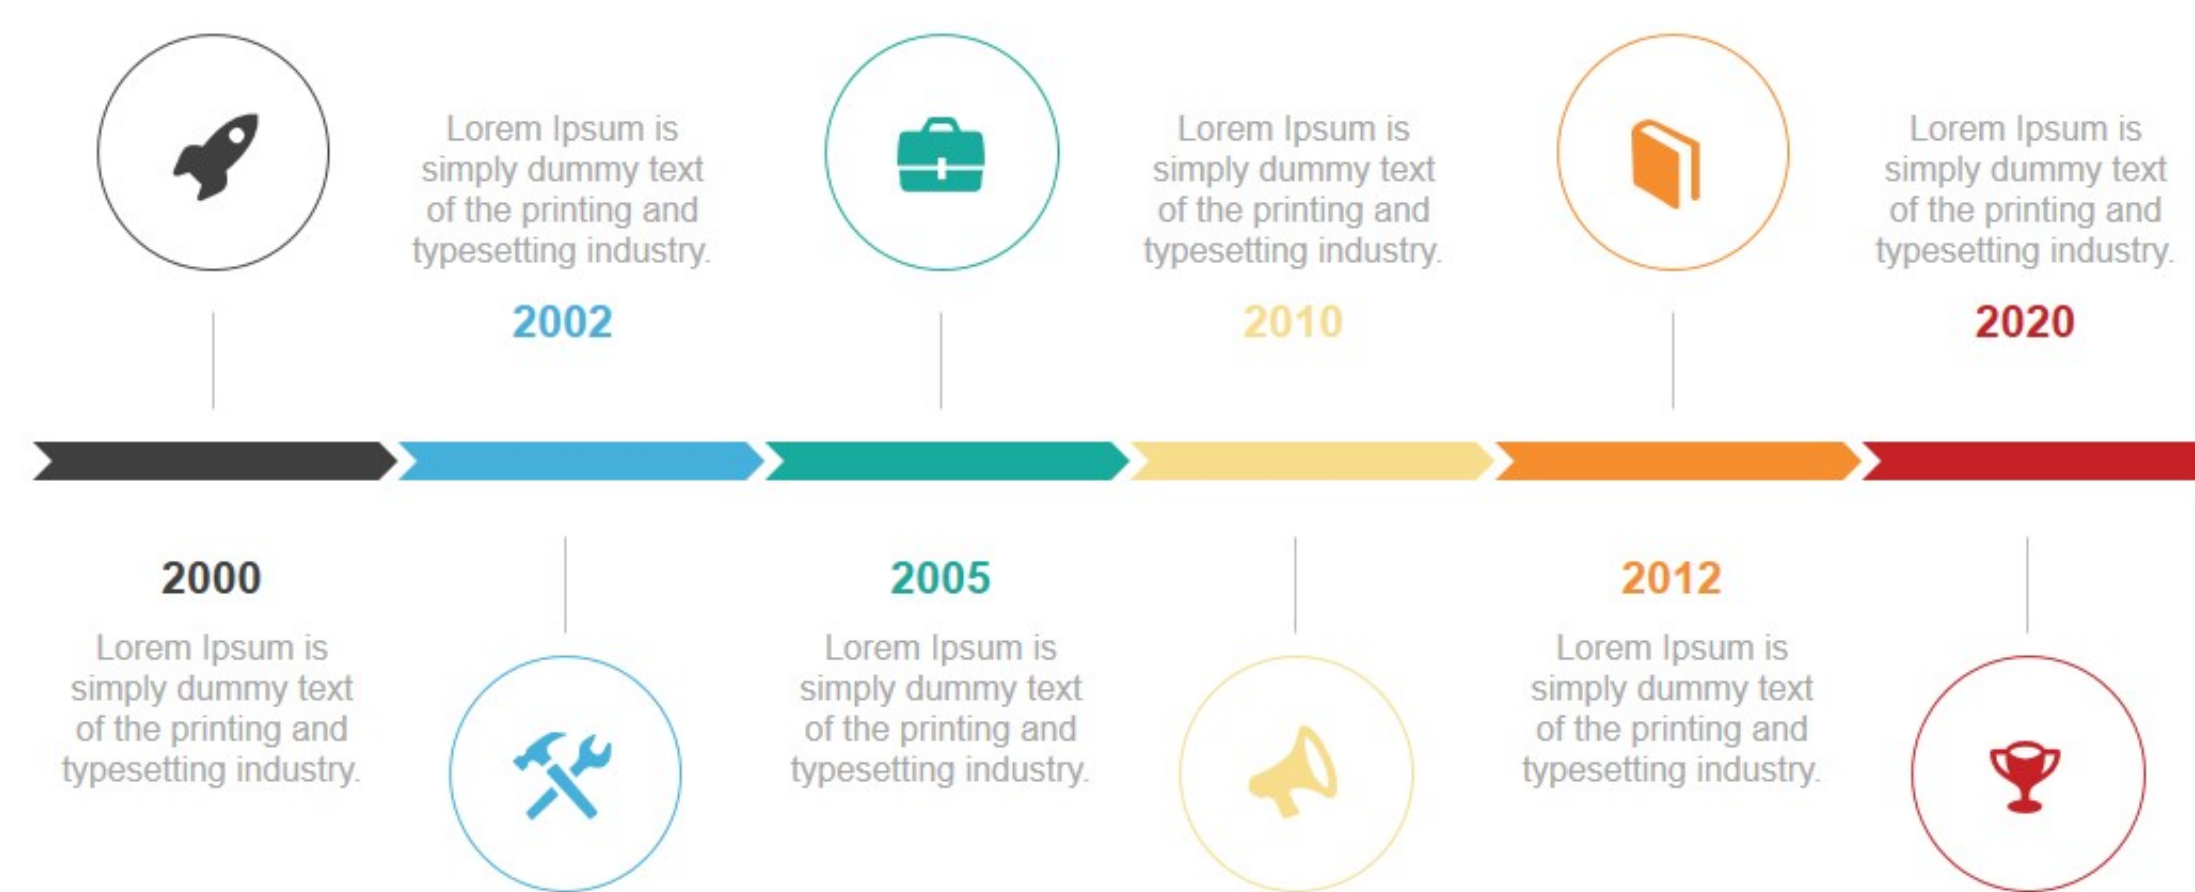 Lorem Ipsum is
simply dummy text
of the printing and
typesetting industry.
2002
Lorem Ipsum is
simply dummy text
of the printing and
typesetting industry.
2010
Lorem Ipsum is
simply dummy text
of the printing and
typesetting industry.
2020
2000
Lorem Ipsum is
simply dummy text
of the printing and
typesetting industry.
2005
Lorem Ipsum is
simply dummy text
of the printing and
typesetting industry.
2012
Lorem Ipsum is
simply dummy text
of the printing and
typesetting industry.